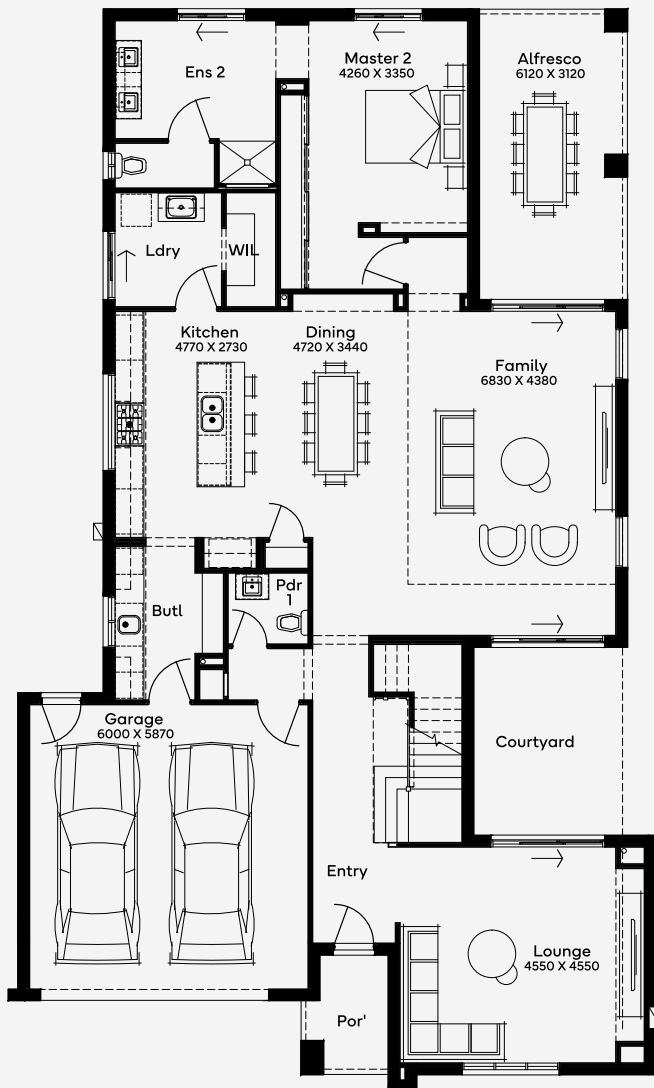 Ens 2
Master 2
4260 X 3350
Alfresco
6120 X 3120
Ldry
WIL
Kitchen
4770 X 2730
Dining
4720 X 3440
Family
6830 X 4380
Butl
Pdr
1
Garage
6000 X 5870
Courtyard
Entry
Lounge
4550 X 4550
Por'